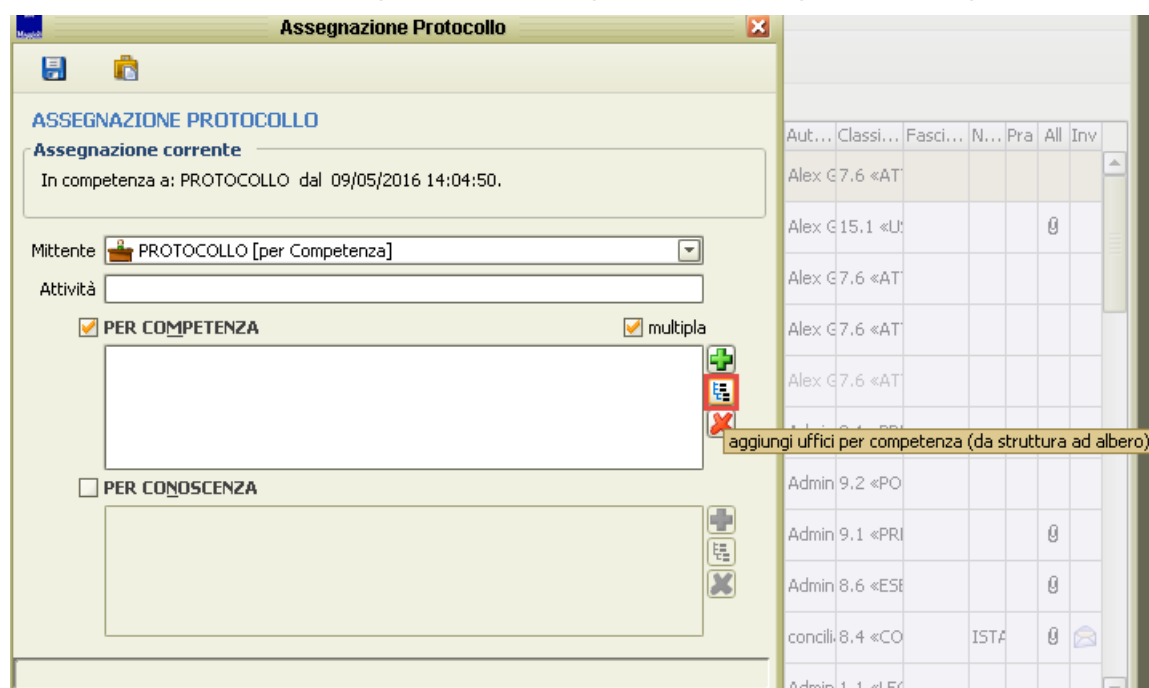 Assegnazione Protocollo
ASSEGNAZIONE PROTOCOLLO
Assegnazione corrente
In competenza a: PROTOCOLLO dal 09/05/2016 14:04:50.
Mittente PROTOCOLLO [per Competenza]
Attività
PER COMPETENZA multipla
aggiungi uffici per competenza (da struttura ad albero)
PER CONOSCENZA
Aut... Classi... Fasci... N... Pra All Inv
Alex G 7.6 «AT
Alex G 15.1 «U
Alex G 7.6 «AT
Alex G 7.6 «AT
Alex G 7.6 «AT
Admin 9.2 «PO
Admin 9.1 «PRI
Admin 8.6 «ESE
concili 8.4 «CO ISTA